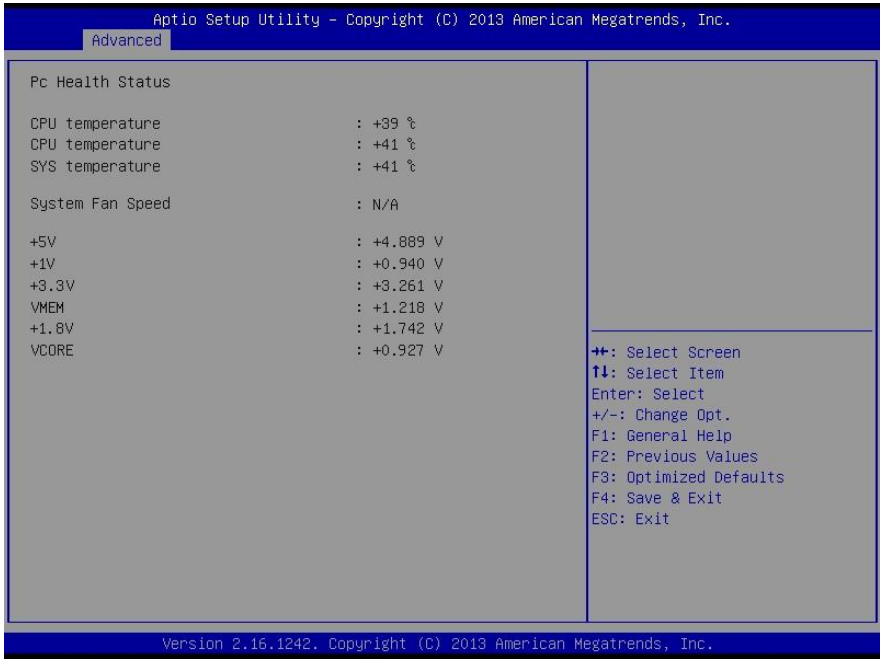 Aptio Setup Utility - Copyright (C) 2013 American Megatrends, Inc.
Advanced
Pc Health Status
CPU temperature : +39 ℃
CPU temperature : +41 ℃
SYS temperature : +41 ℃
System Fan Speed : N/A
+5V : +4.889 V
+1V : +0.940 V
+3.3V : +3.261 V
VMEM : +1.218 V
+1.8V : +1.742 V
VCORE : +0.927 V
→←: Select Screen
↑↓: Select Item
Enter: Select
+/-: Change Opt.
F1: General Help
F2: Previous Values
F3: Optimized Defaults
F4: Save & Exit
ESC: Exit
Version 2.16.1242. Copyright (C) 2013 American Megatrends, Inc.